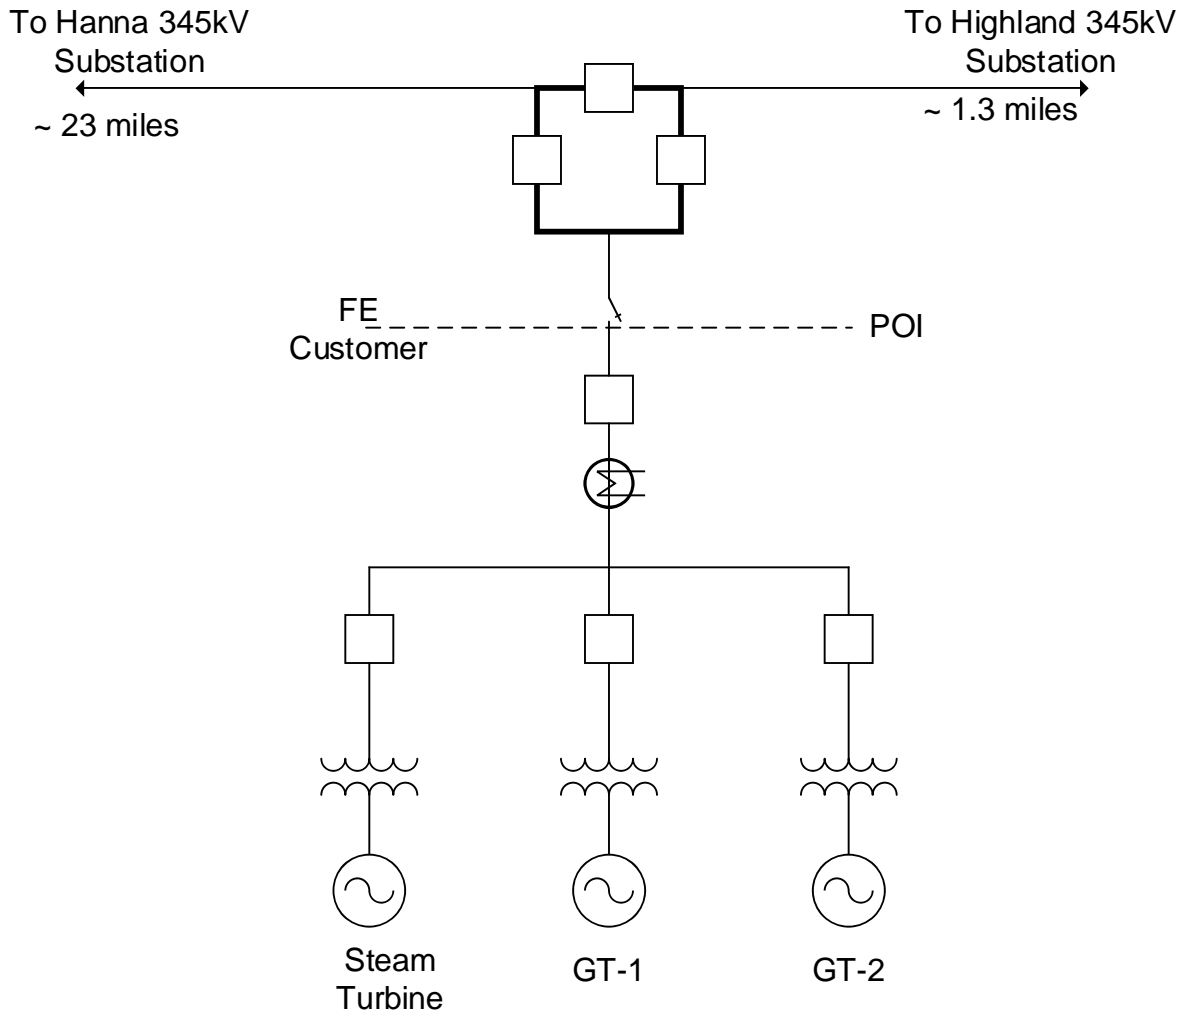 To Hanna 345kV
Substation
~ 23 miles
To Highland 345kV
Substation
~ 1.3 miles
FE
Customer
POI
Steam
Turbine
GT-1
GT-2